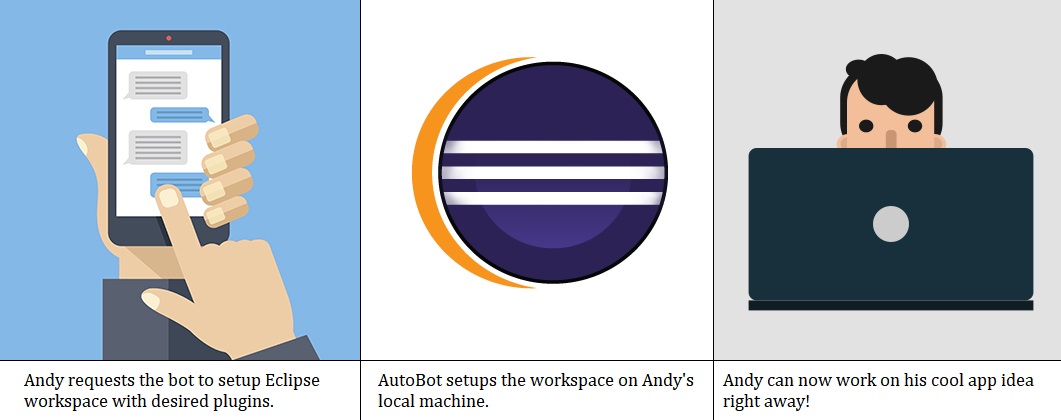 Andy requests the bot to setup Eclipse
workspace with desired plugins.
AutoBot setups the workspace on Andy's
local machine.
Andy can now work on his cool app idea
right away!